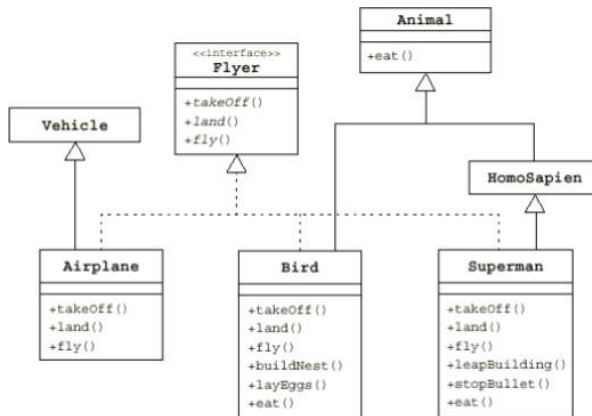 Animal
+eat()
<<interface>>
Flyer
+takeOff()
+land()
+fly()
Vehicle
HomoSapien
Airplane
+takeOff()
+land()
+fly()
Bird
+takeOff()
+land()
+fly()
+buildNest()
+layEggs()
+eat()
Superman
+takeOff()
+land()
+fly()
+leapBuilding()
+stopBullet()
+eat()